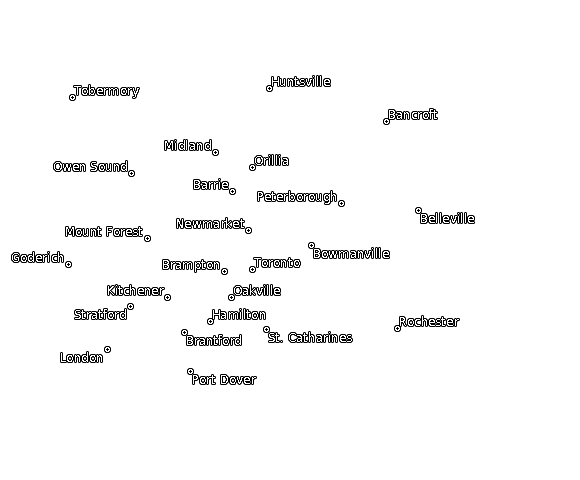 Huntsville
Tobermory
Bancroft
Midland
Orillia
Owen Sound
Barrie
Peterborough
Belleville
Newmarket
Mount Forest
Bowmanville
Goderich
Brampton
Toronto
Kitchener
Oakville
Stratford
Hamilton
Rochester
St. Catharines
Brantford
London
Port Dover